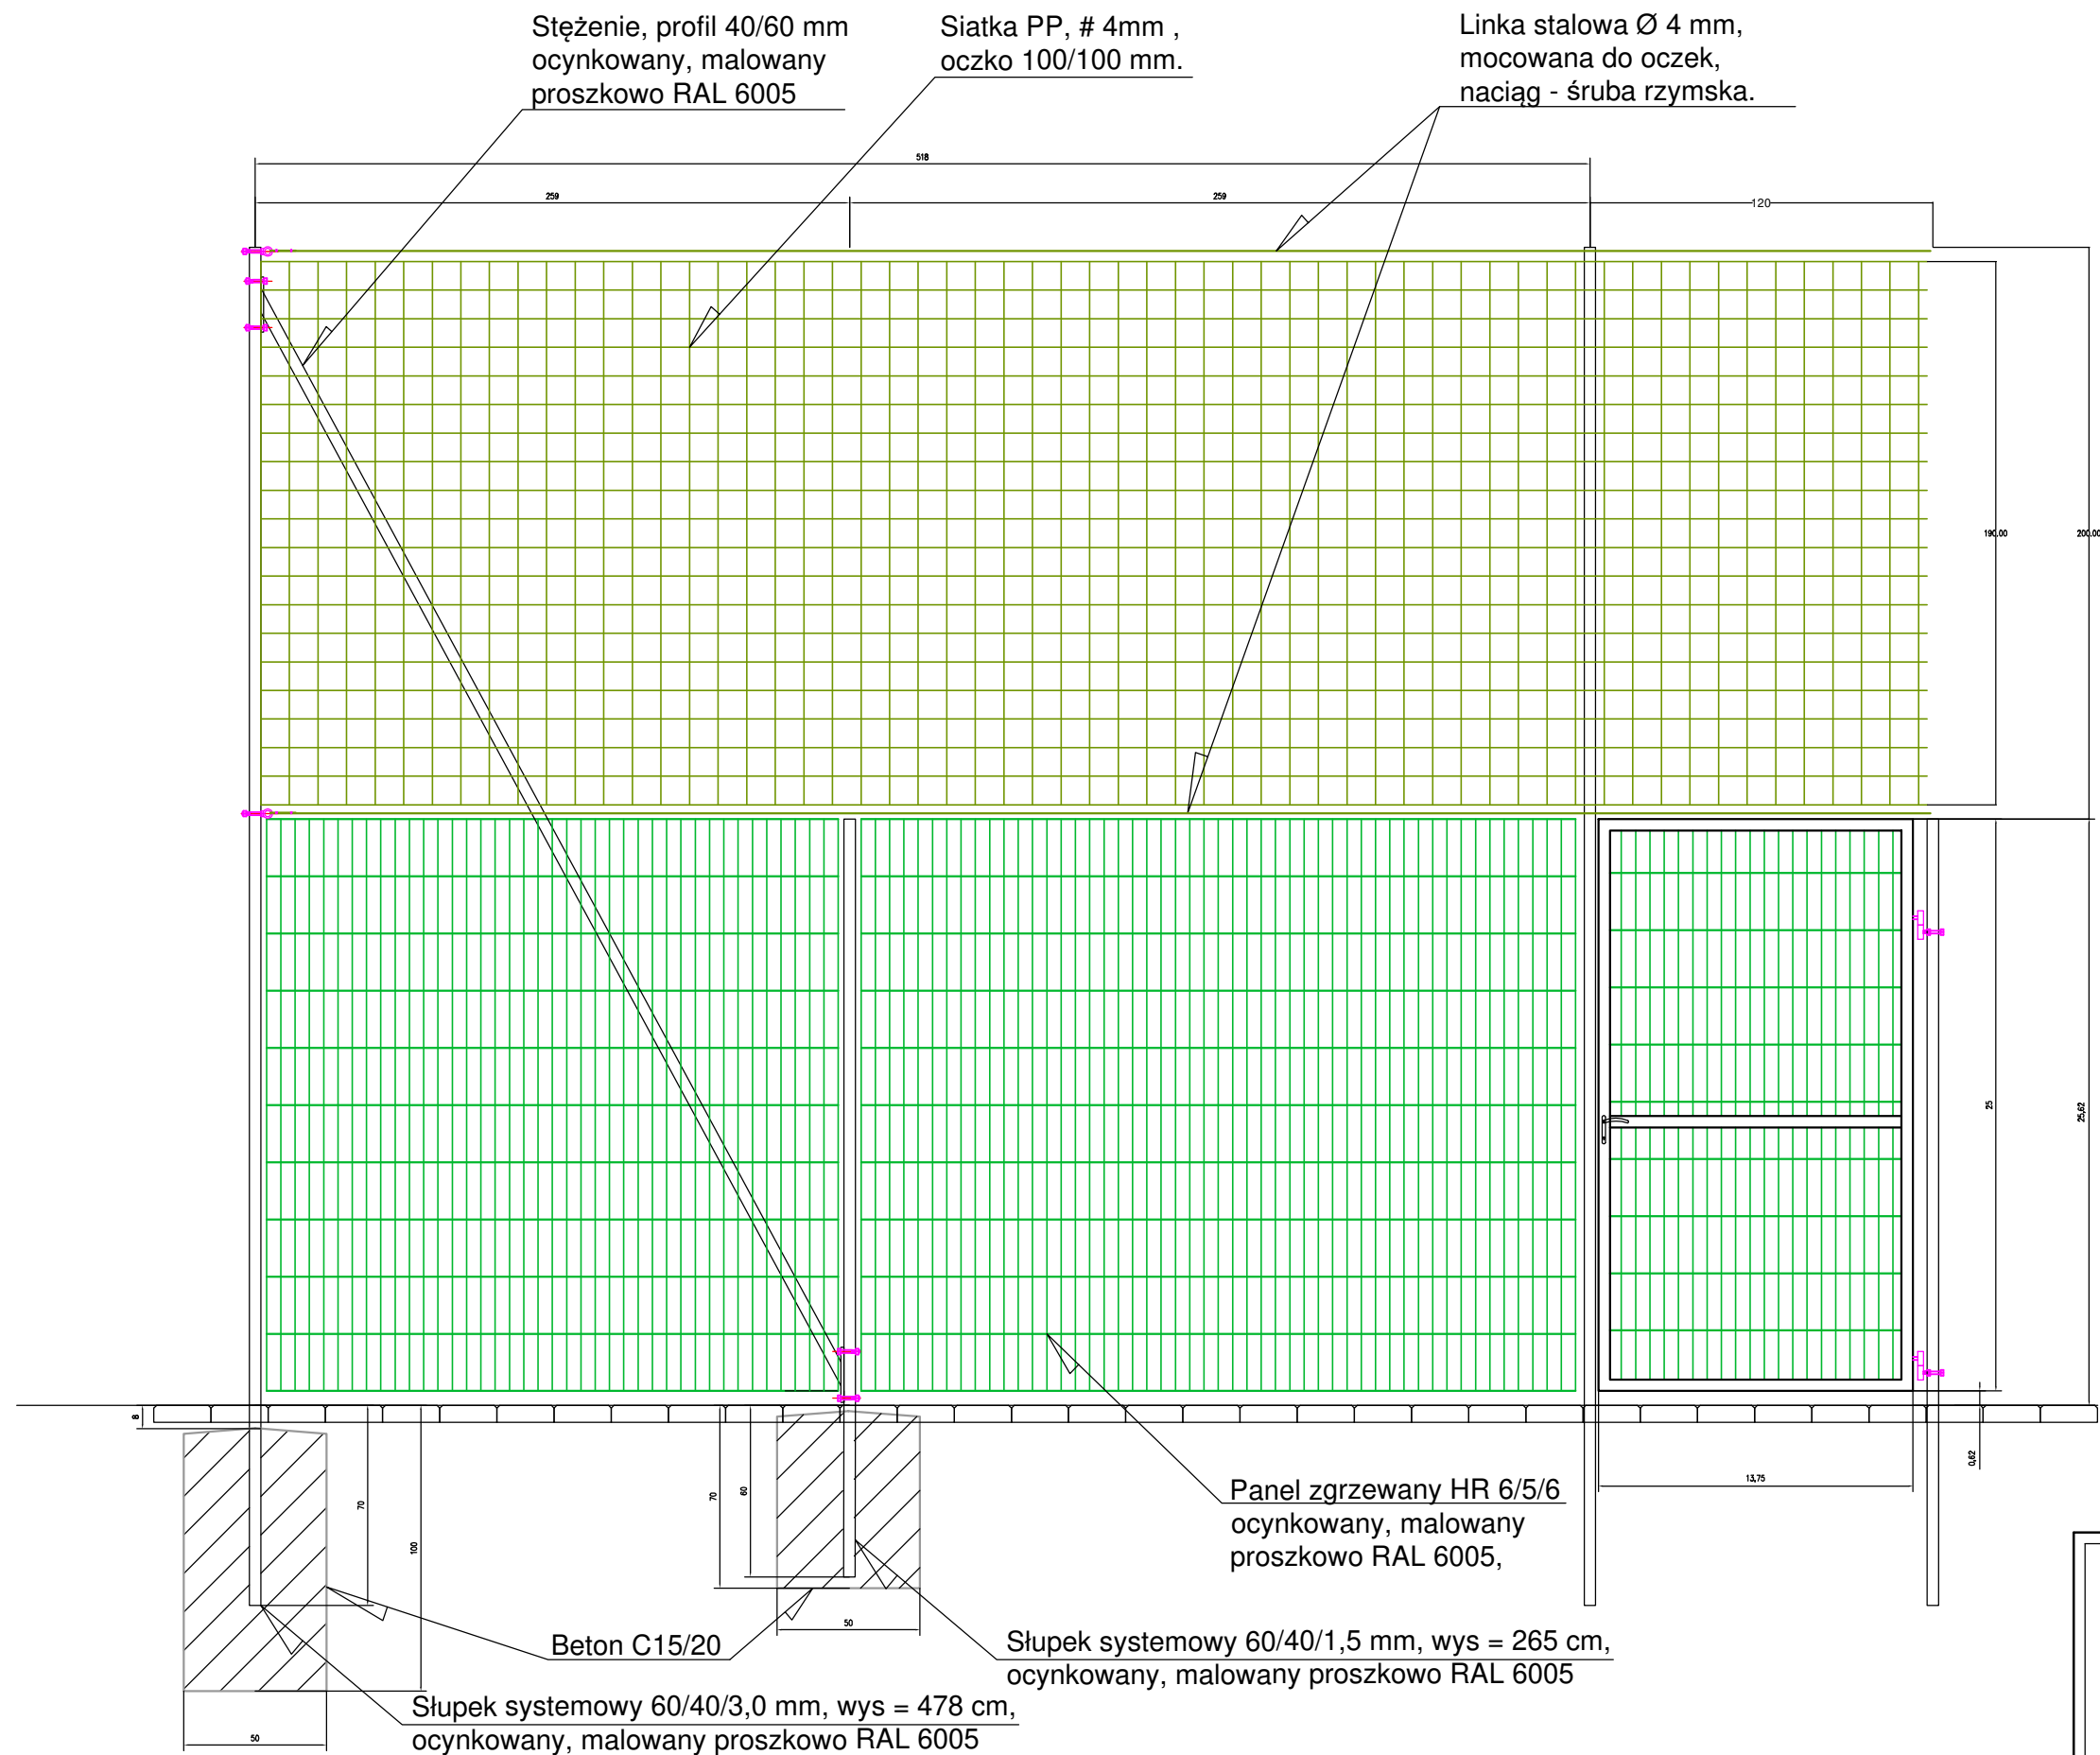 Stężenie, profil 40/60 mm
ocynkowany, malowany
proszkowo RAL 6005
Siatka PP, # 4mm ,
oczko 100/100 mm.
Linka stalowa Ø 4 mm,
mocowana do oczek,
naciąg - śruba rzymska.
518
259
259
120
190,00
200,00
25
25,62
8
70
100
70
60
0,62
13,75
50
50
Panel zgrzewany HR 6/5/6
ocynkowany, malowany
proszkowo RAL 6005,
Beton C15/20
Słupek systemowy 60/40/1,5 mm, wys = 265 cm,
ocynkowany, malowany proszkowo RAL 6005
Słupek systemowy 60/40/3,0 mm, wys = 478 cm,
ocynkowany, malowany proszkowo RAL 6005